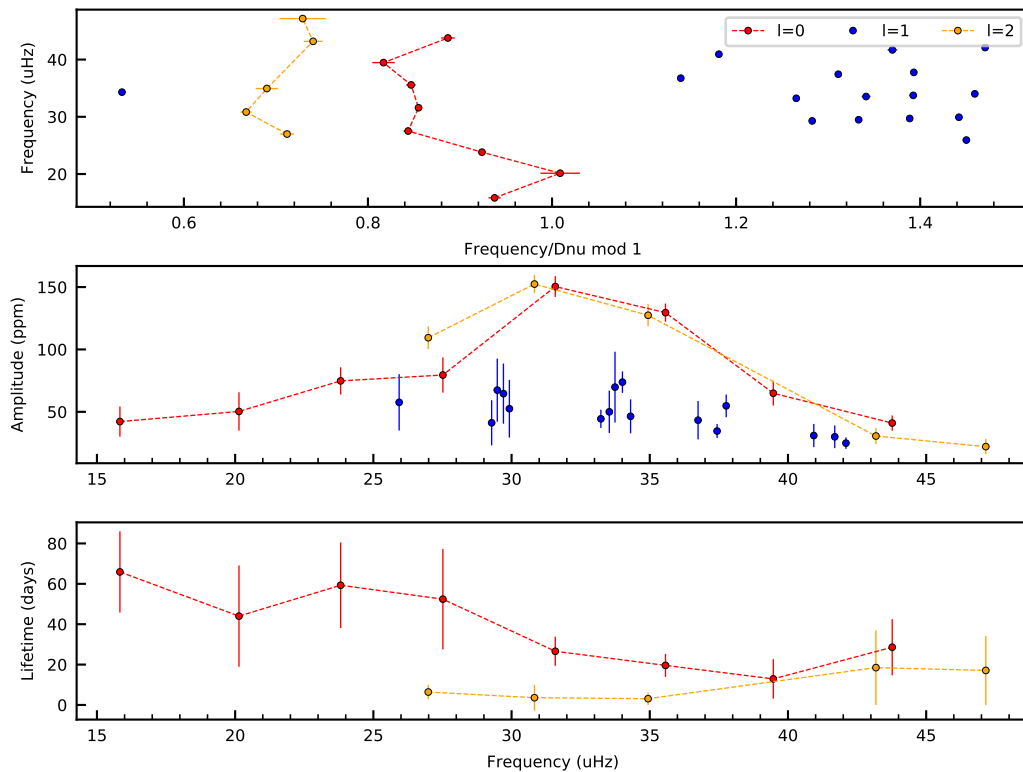 l=0 l=1 l=2
Frequency (uHz)
40
30
20
0.6 0.8 1.0 1.2 1.4
Frequency/Dnu mod 1
Amplitude (ppm)
150
100
50
15 20 25 30 35 40 45
Lifetime (days)
80
60
40
20
0
15 20 25 30 35 40 45
Frequency (uHz)